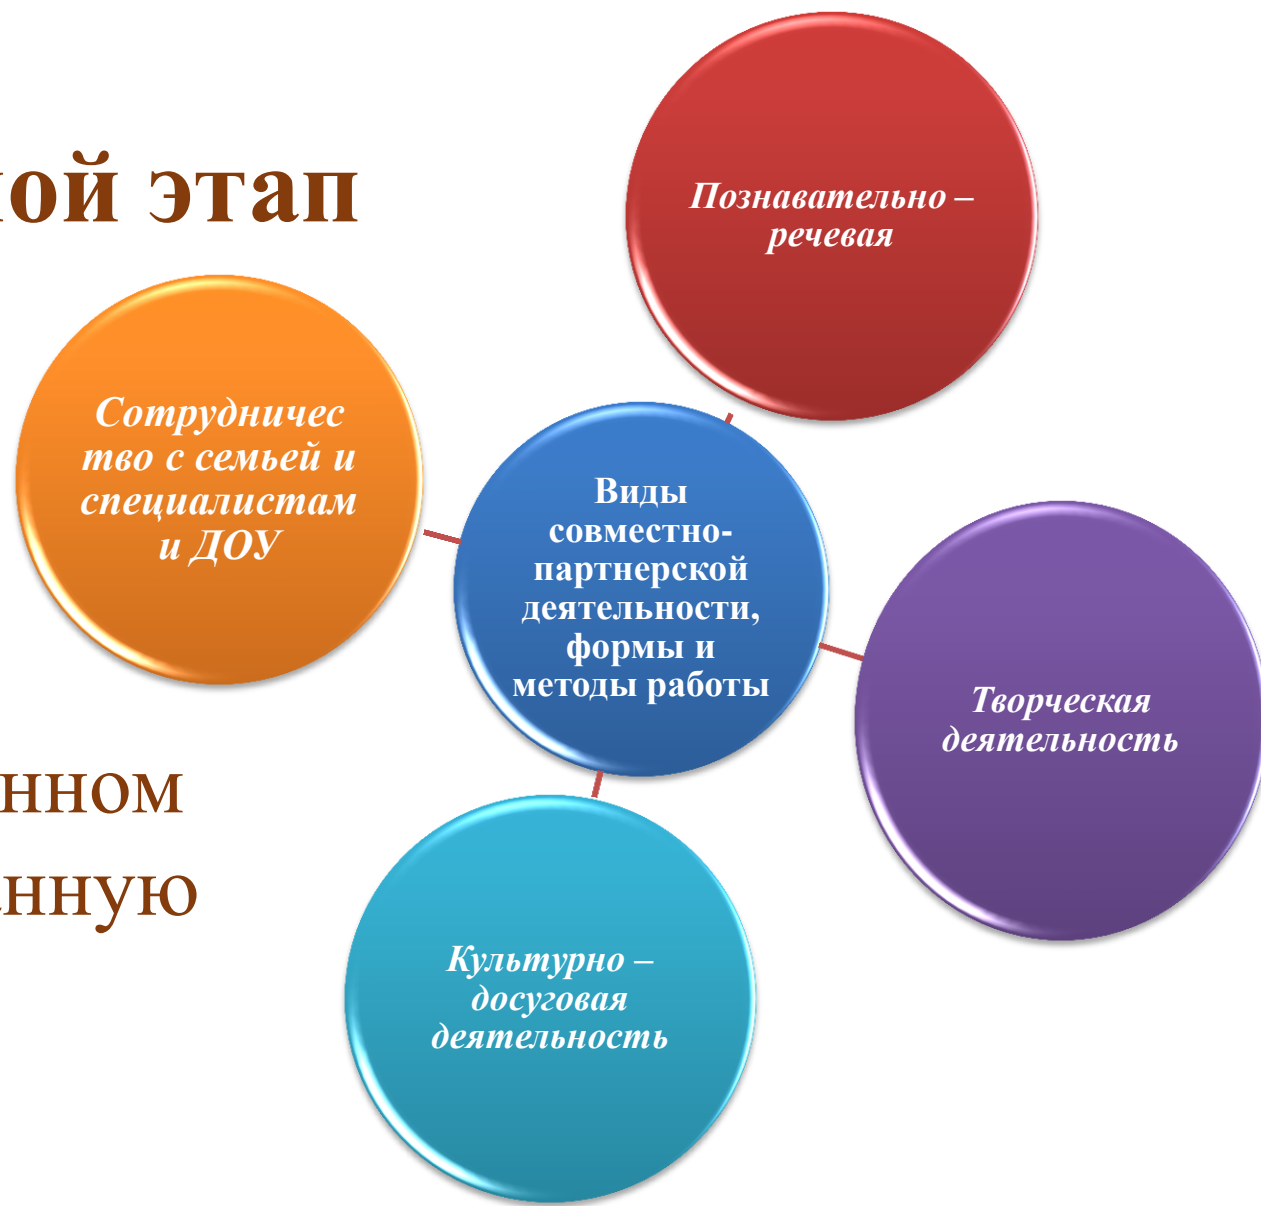 ой этап
Познавательно –
речевая
Сотрудничес
тво с семьей и
специалистам
и ДОУ
Виды
совместно-
партнерской
деятельности,
формы и
методы работы
Творческая
деятельность
нном
нную
Культурно –
досуговая
деятельность